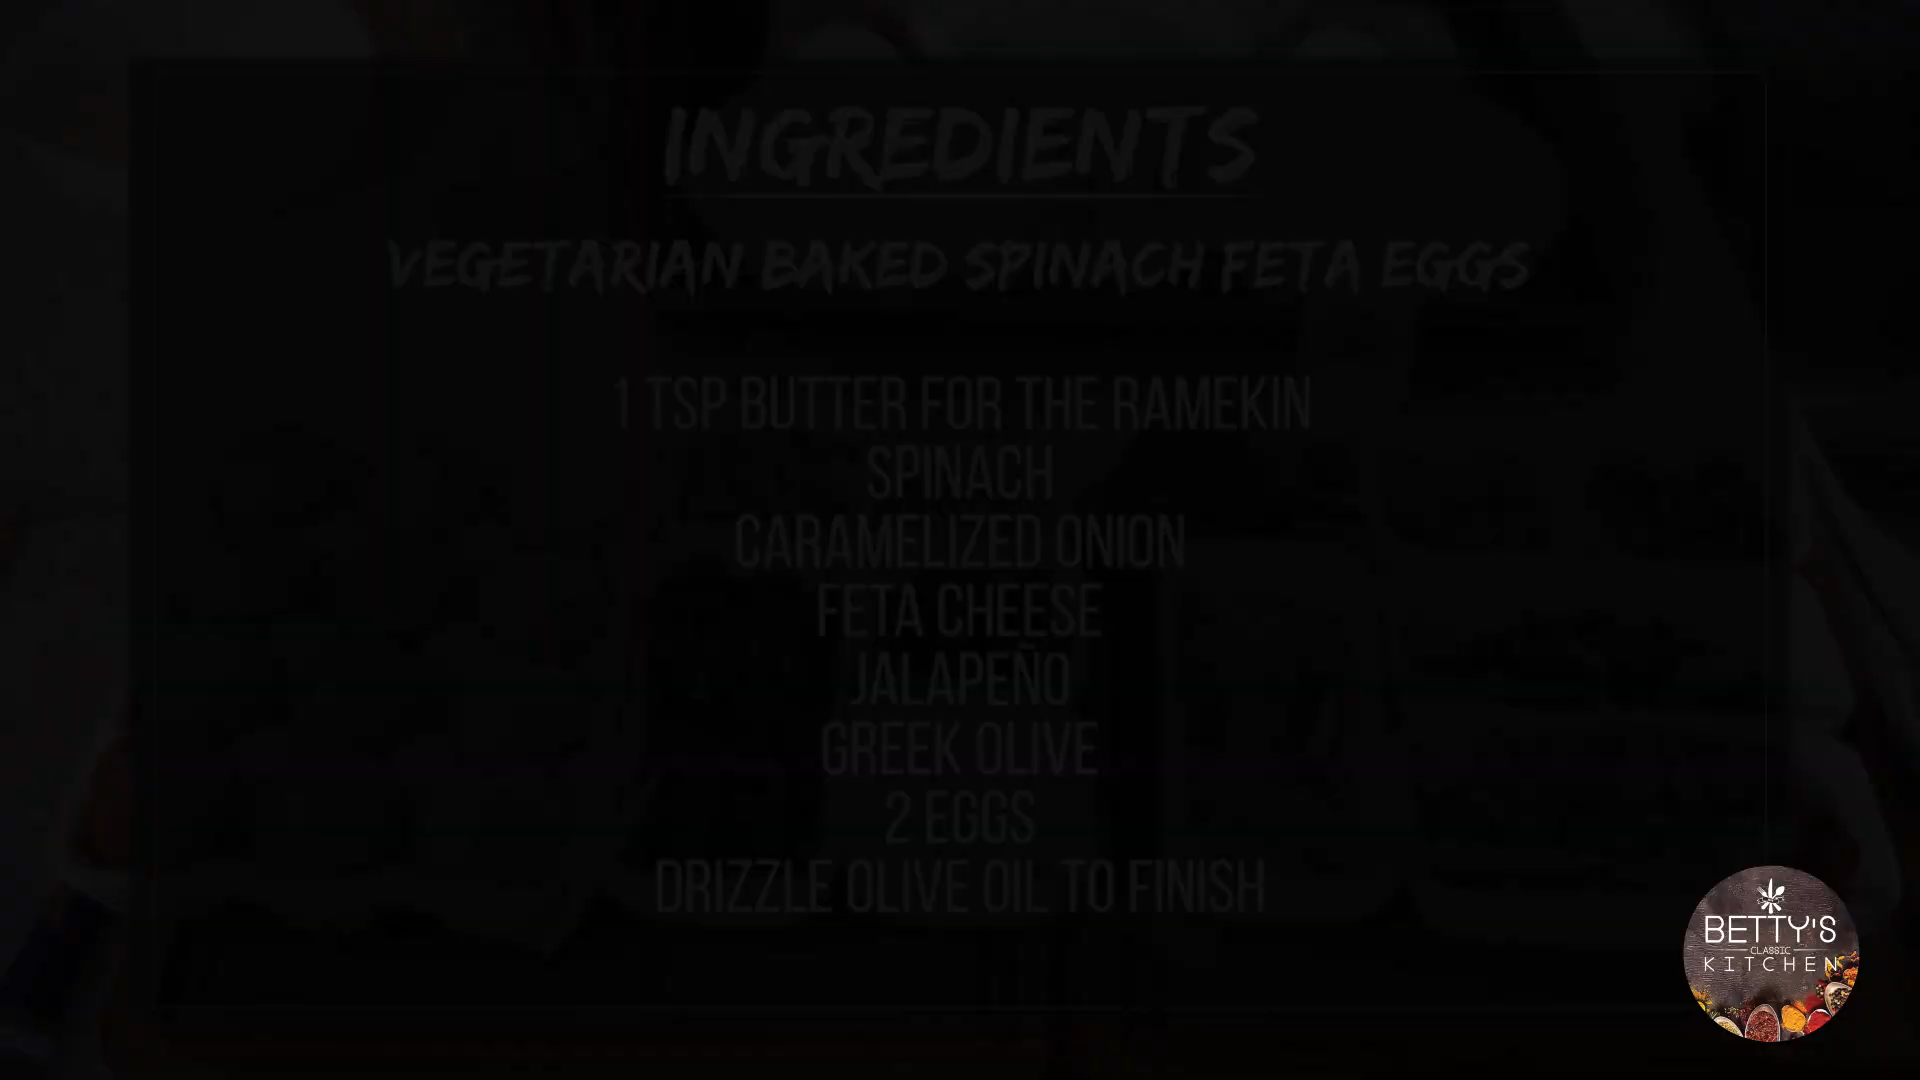 INGREDIENTS
VEGETARIAN BAKED SPINACH FETA EGGS
1 TSP BUTTER FOR THE RAMEKIN
SPINACH
CARAMELIZED ONION
FETA CHEESE
JALAPEÑO
GREEK OLIVE
2 EGGS
DRIZZLE OLIVE OIL TO FINISH
BETTY'S
CLASSIC
KITCHEN